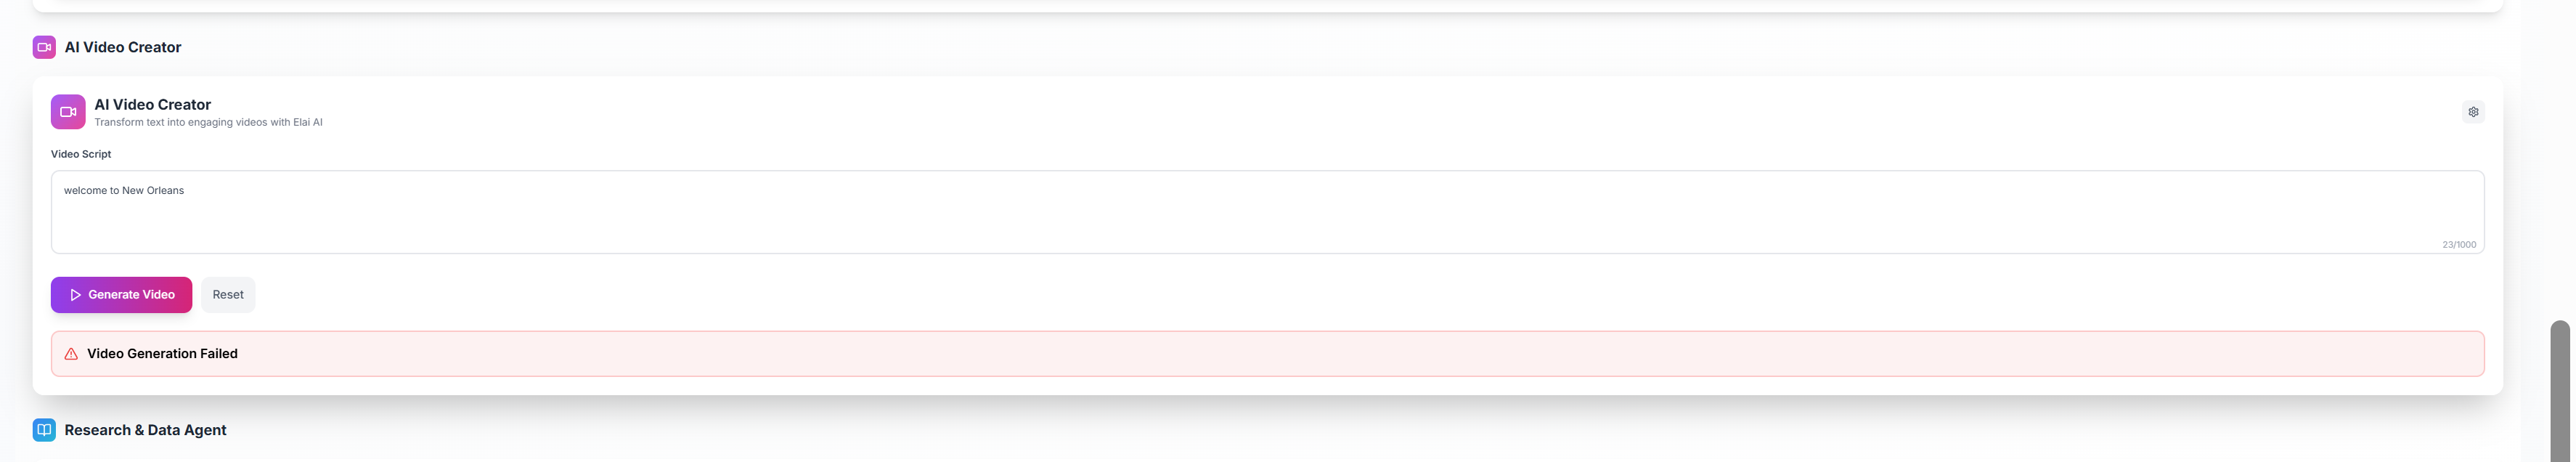 AI Video Creator
AI Video Creator
Transform text into engaging videos with Elai AI
Video Script
welcome to New Orleans
23/1000
Generate Video
Reset
Video Generation Failed
Research & Data Agent